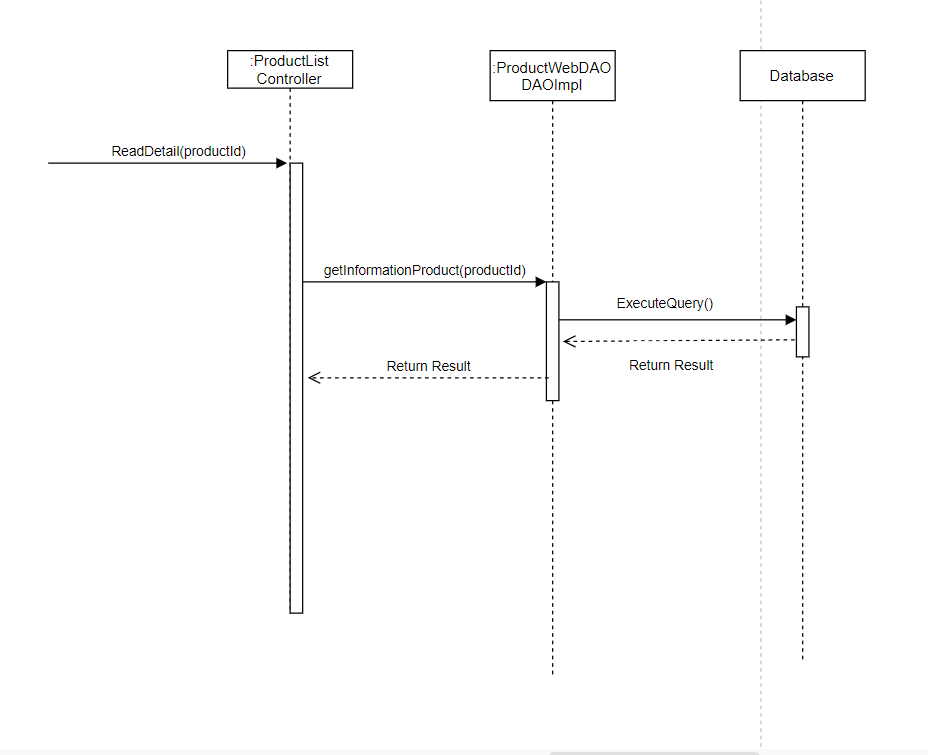 :ProductList
Controller
:ProductWebDAO
DAOImpl
Database
ReadDetail(productId)
getInformationProduct(productId)
ExecuteQuery()
Return Result
Return Result